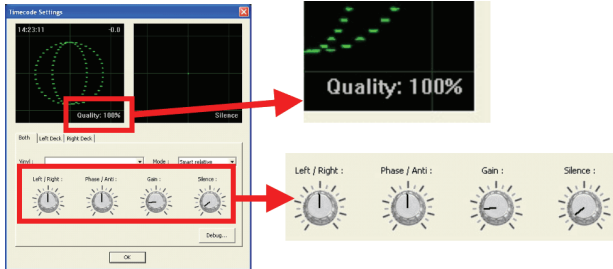 Timecode Settings
14:23:11 -0.0
Quality: 100%
Silence
Both Left Deck Right Deck
Vinyl : Mode : Smart relative
Left / Right : Phase / Anti : Gain : Silence :
Debug...
OK
Quality: 100%
Left / Right : Phase / Anti : Gain : Silence :